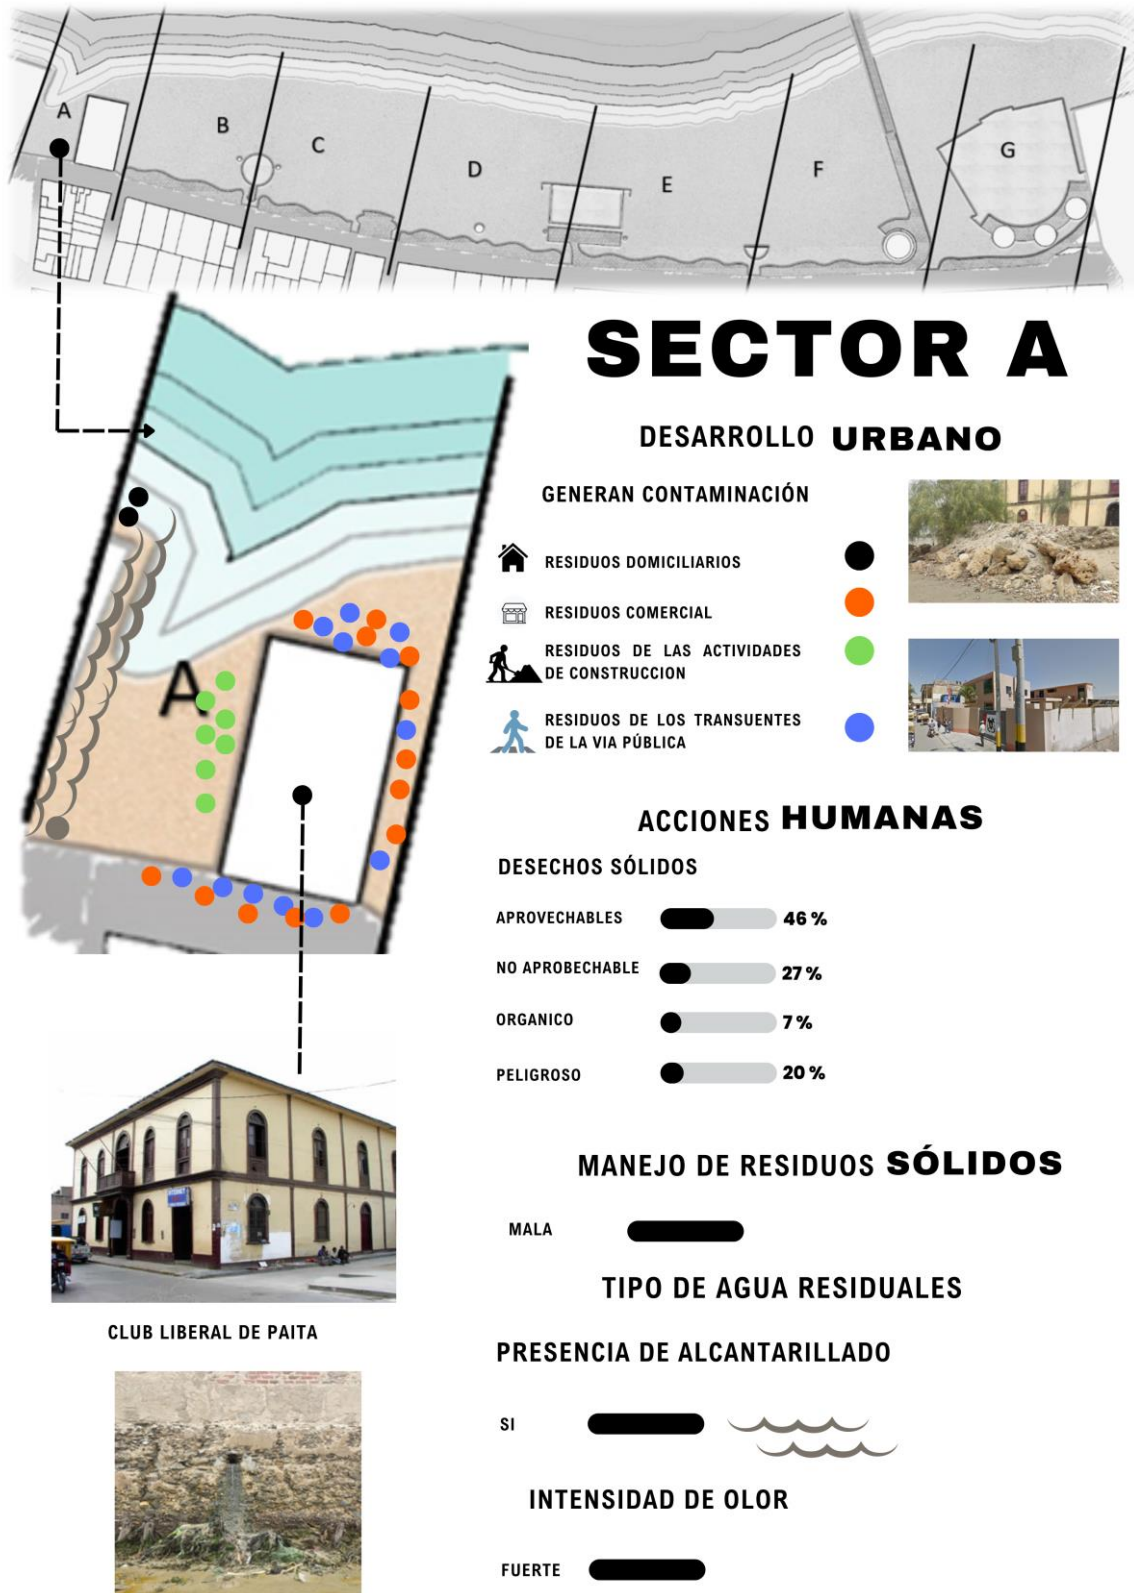 A
B
C
D
E
F
G
SECTOR A
DESARROLLO URBANO
GENERAN CONTAMINACIÓN
RESIDUOS DOMICILIARIOS
RESIDUOS COMERCIAL
RESIDUOS DE LAS ACTIVIDADES
DE CONSTRUCCION
RESIDUOS DE LOS TRANSUENTES
DE LA VIA PÚBLICA
A
ACCIONES HUMANAS
DESECHOS SÓLIDOS
APROVECHABLES 46 %
NO APROBECHABLE 27 %
ORGANICO 7 %
PELIGROSO 20 %
MANEJO DE RESIDUOS SÓLIDOS
MALA
TIPO DE AGUA RESIDUALES
CLUB LIBERAL DE PAITA
PRESENCIA DE ALCANTARILLADO
SI
INTENSIDAD DE OLOR
FUERTE